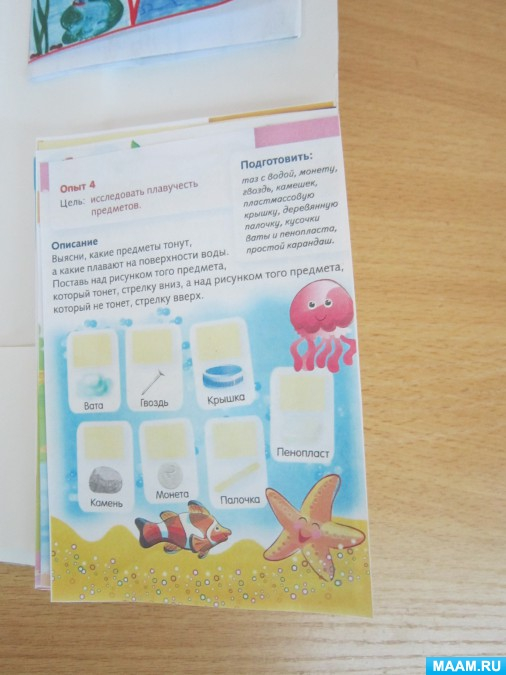 Опыт 4
Цель: исследовать плавучесть
предметов.
Подготовить:
таз с водой, монету,
гвоздь, камешек,
пластмассовую
крышку, деревянную
палочку, кусочки
ваты и пенопласта,
простой карандаш.
Описание
Выясни, какие предметы тонут,
а какие плавают на поверхности воды.
Поставь над рисунком того предмета,
который тонет, стрелку вниз, а над рисунком того предмета,
который не тонет, стрелку вверх.
Вата
Гвоздь
Крышка
Пенопласт
Камень
Монета
Палочка
MAAM.RU